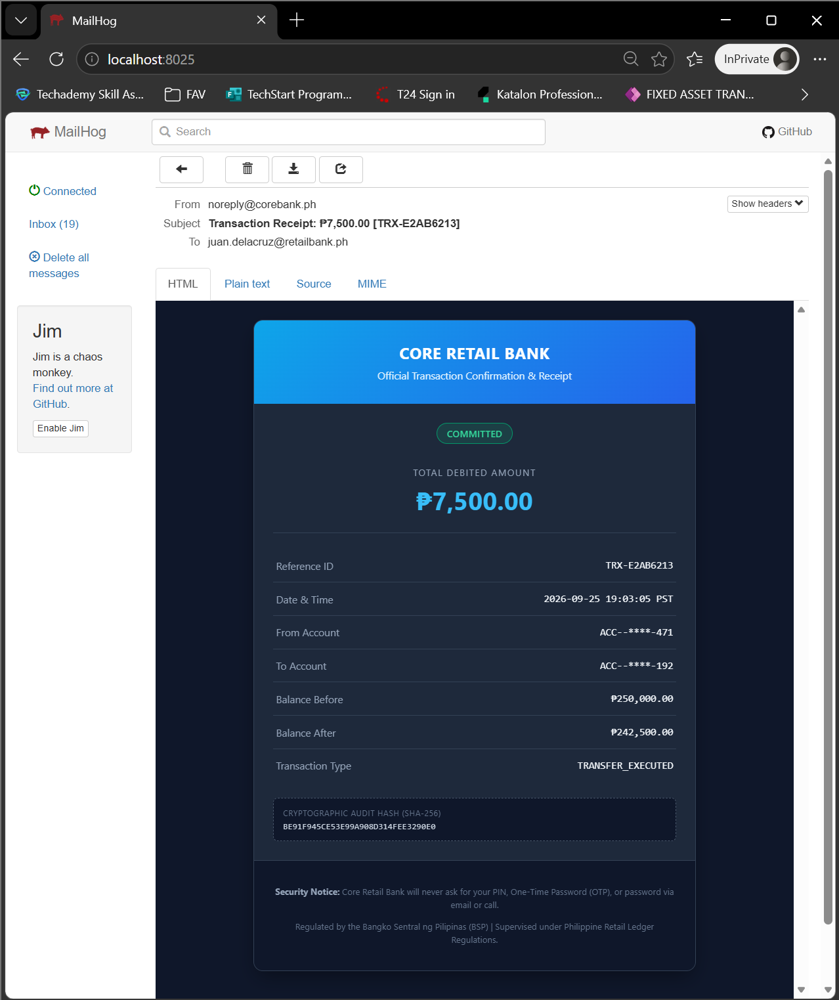 MailHog
localhost:8025
InPrivate
Techademy Skill As...
FAV
TechStart Program...
T24 Sign in
Katalon Profession...
FIXED ASSET TRAN...
MailHog
Search
GitHub
Connected
Inbox (19)
Delete all
messages
Jim
Jim is a chaos
monkey.
Find out more at
GitHub.
Enable Jim
From noreply@corebank.ph
Show headers
Subject Transaction Receipt: ₱7,500.00 [TRX-E2AB6213]
To juan.delacruz@retailbank.ph
HTML
Plain text
Source
MIME
CORE RETAIL BANK
Official Transaction Confirmation & Receipt
COMMITTED
TOTAL DEBITED AMOUNT
₱7,500.00
Reference ID TRX-E2AB6213
Date & Time 2026-09-25 19:03:05 PST
From Account ACC--****-471
To Account ACC--****-192
Balance Before ₱250,000.00
Balance After ₱242,500.00
Transaction Type TRANSFER_EXECUTED
CRYPTOGRAPHIC AUDIT HASH (SHA-256)
BE91F945CE53E99A908D314FEE3290E0
Security Notice: Core Retail Bank will never ask for your PIN, One-Time Password (OTP), or password via
email or call.
Regulated by the Bangko Sentral ng Pilipinas (BSP) | Supervised under Philippine Retail Ledger
Regulations.